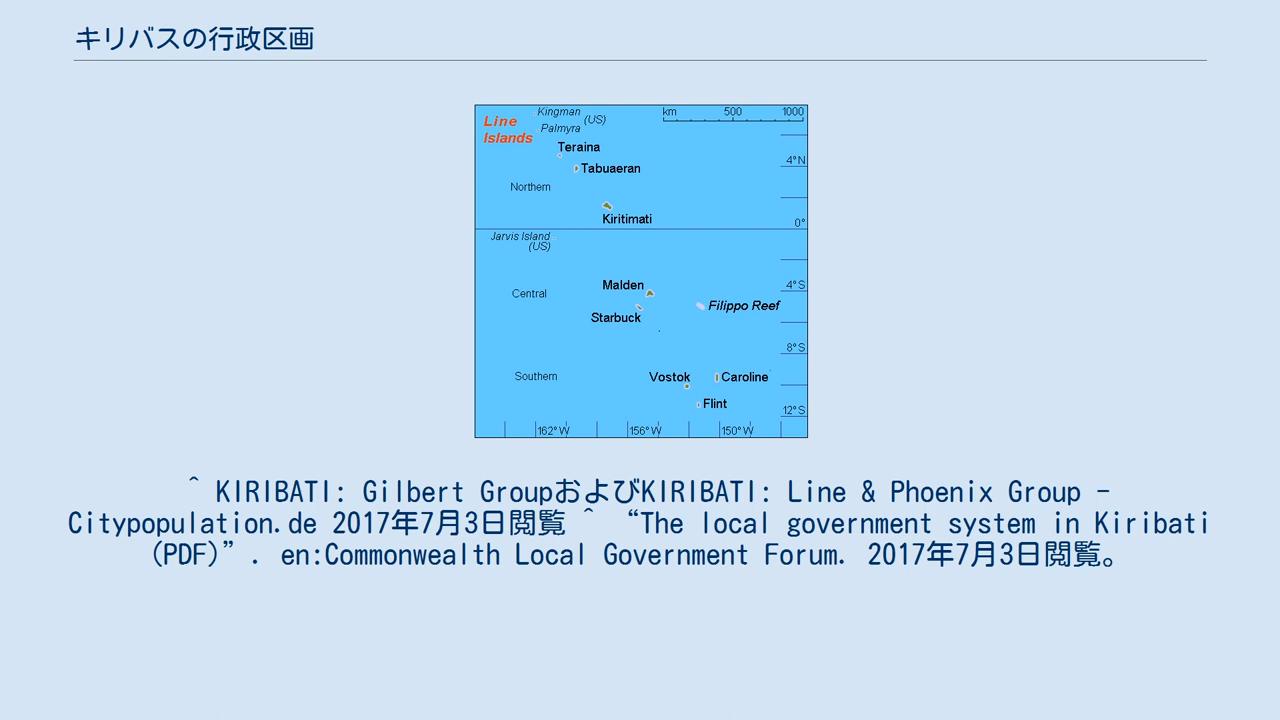 キリバスの行政区画
Line
Islands
Kingman
(US)
Palmyra
km 500 1000
Teraina
Tabuaeran
4°N
Northern
Kiritimati
0°
Jarvis Island
(US)
Malden
4°S
Central
Filippo Reef
Starbuck
8°S
Southern
Vostok
Caroline
Flint
12°S
162°W 156°W 150°W
^ KIRIBATI: Gilbert GroupおよびKIRIBATI: Line & Phoenix Group -
Citypopulation.de 2017年7月3日閲覧 ^ “The local government system in Kiribati
(PDF)”. en:Commonwealth Local Government Forum. 2017年7月3日閲覧。